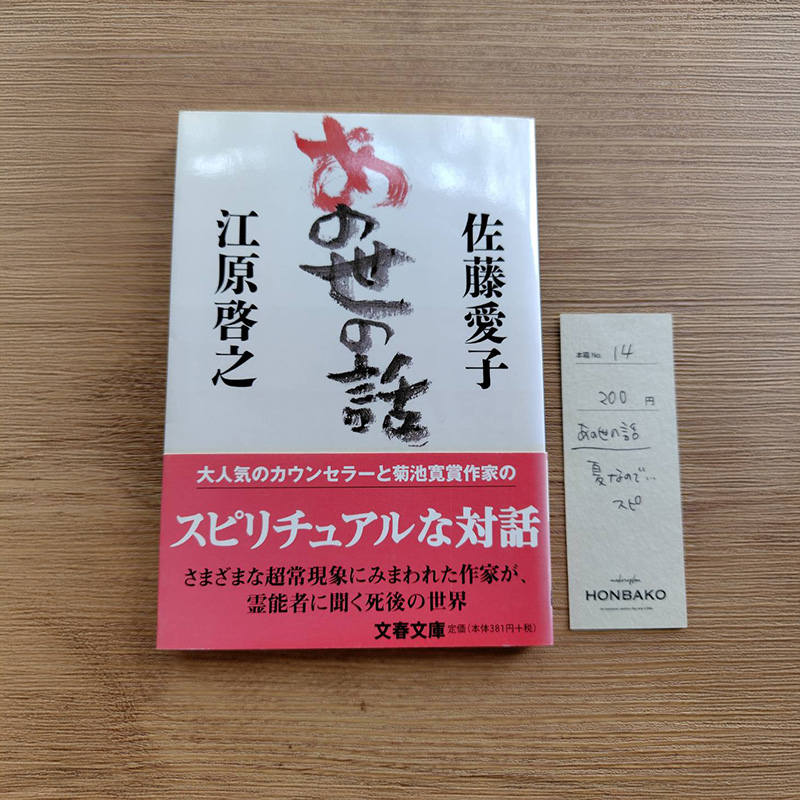 佐藤愛子
あの世の話
江原啓之
大人気のカウンセラーと菊池寛賞作家の
スピリチュアルな対話
さまざまな超常現象にみまわれた作家が、
霊能者に聞く死後の世界
文春文庫 定価(本体381円+税)
本箱 No. 14
200 円
あの世の話
夏なので‥
スピ
HONBAKO